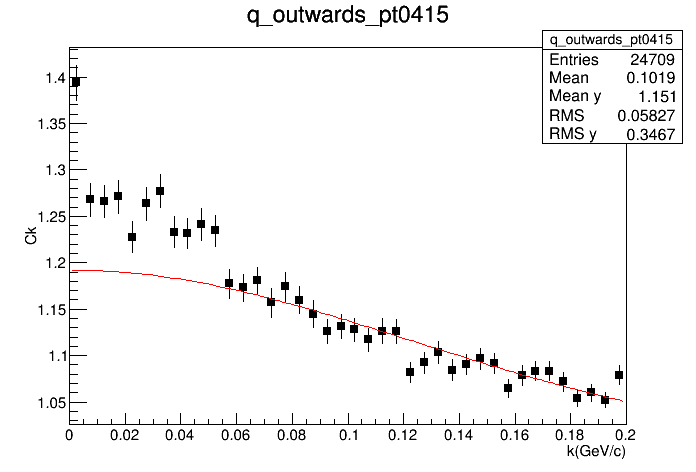 q_outwards_pt0415
q_outwards_pt0415
Entries 24709
Mean 0.1019
Mean y 1.151
RMS 0.05827
RMS y 0.3467
Ck
1.4
1.35
1.3
1.25
1.2
1.15
1.1
1.05
0 0.02 0.04 0.06 0.08 0.1 0.12 0.14 0.16 0.18 0.2
k(GeV/c)